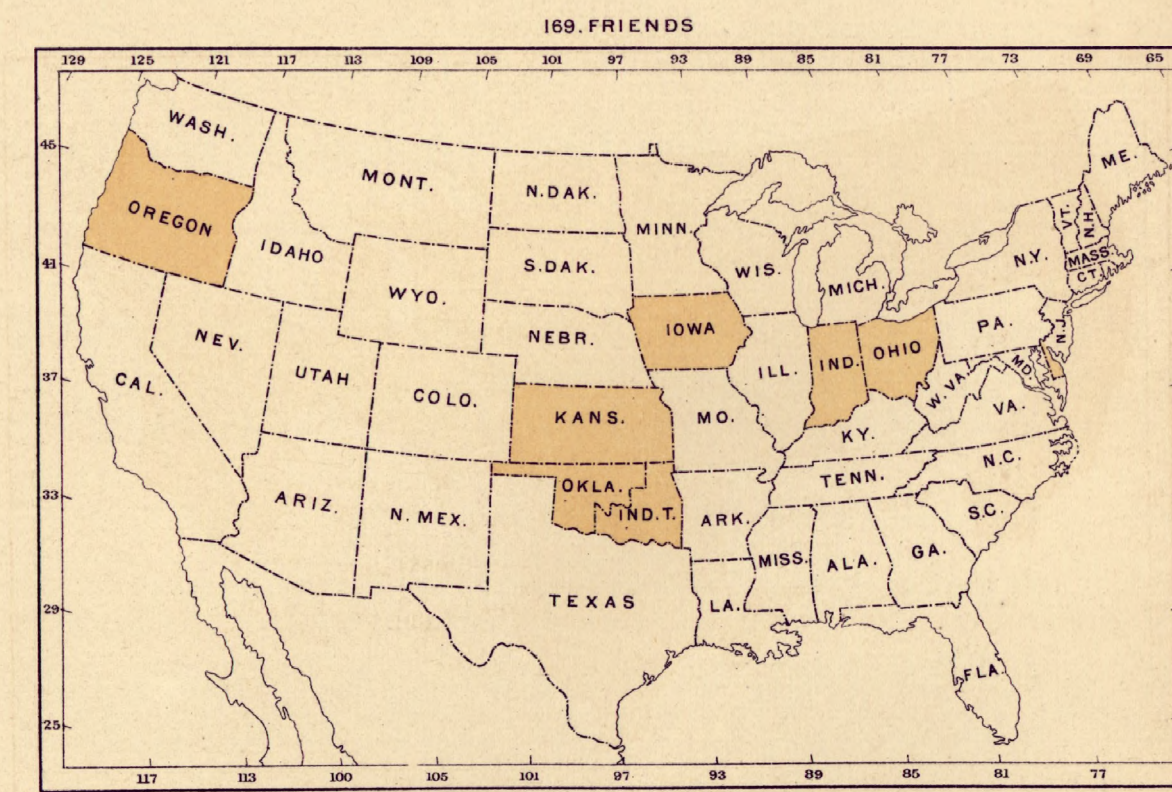 169. FRIENDS
129 125 121 117 113 109 105 101 97 93 89 85 81 77 73 69 65
45
41
37
33
29
25
WASH.
OREGON
MONT.
IDAHO
N.DAK.
S.DAK.
MINN.
WIS.
MICH.
WYO.
NEBR.
IOWA
NEV.
UTAH
COLO.
CAL.
KANS.
MO.
ILL.
IND.
OHIO
PA.
N.Y.
ME.
VT.
N.H.
MASS.
CT.
N.J.
MD.
W.VA.
VA.
KY.
TENN.
N.C.
S.C.
ARIZ.
N.MEX.
OKLA.
IND.T.
ARK.
MISS.
ALA.
GA.
TEXAS
LA.
FLA.
117 113 100 105 101 97 93 89 85 81 77